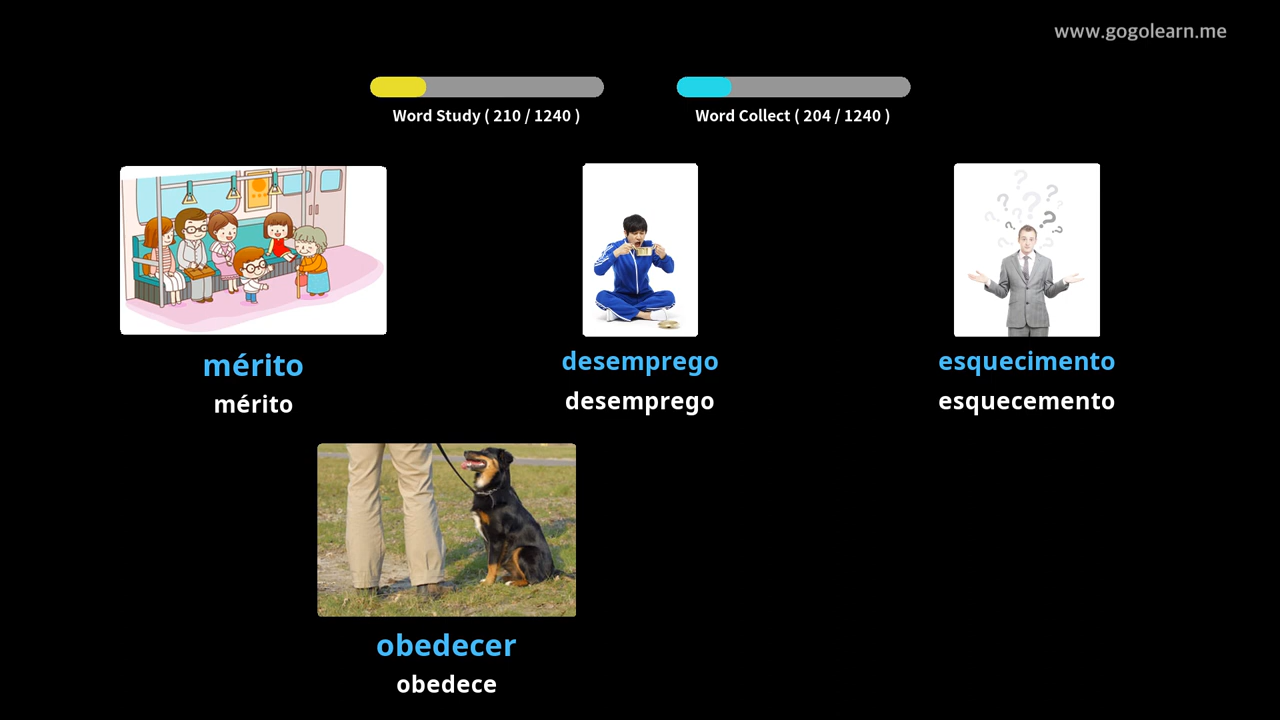 www.gogolearn.me
Word Study ( 210 / 1240 )
Word Collect ( 204 / 1240 )
mérito
mérito
desemprego
desemprego
esquecimento
esquecemento
obedecer
obedece